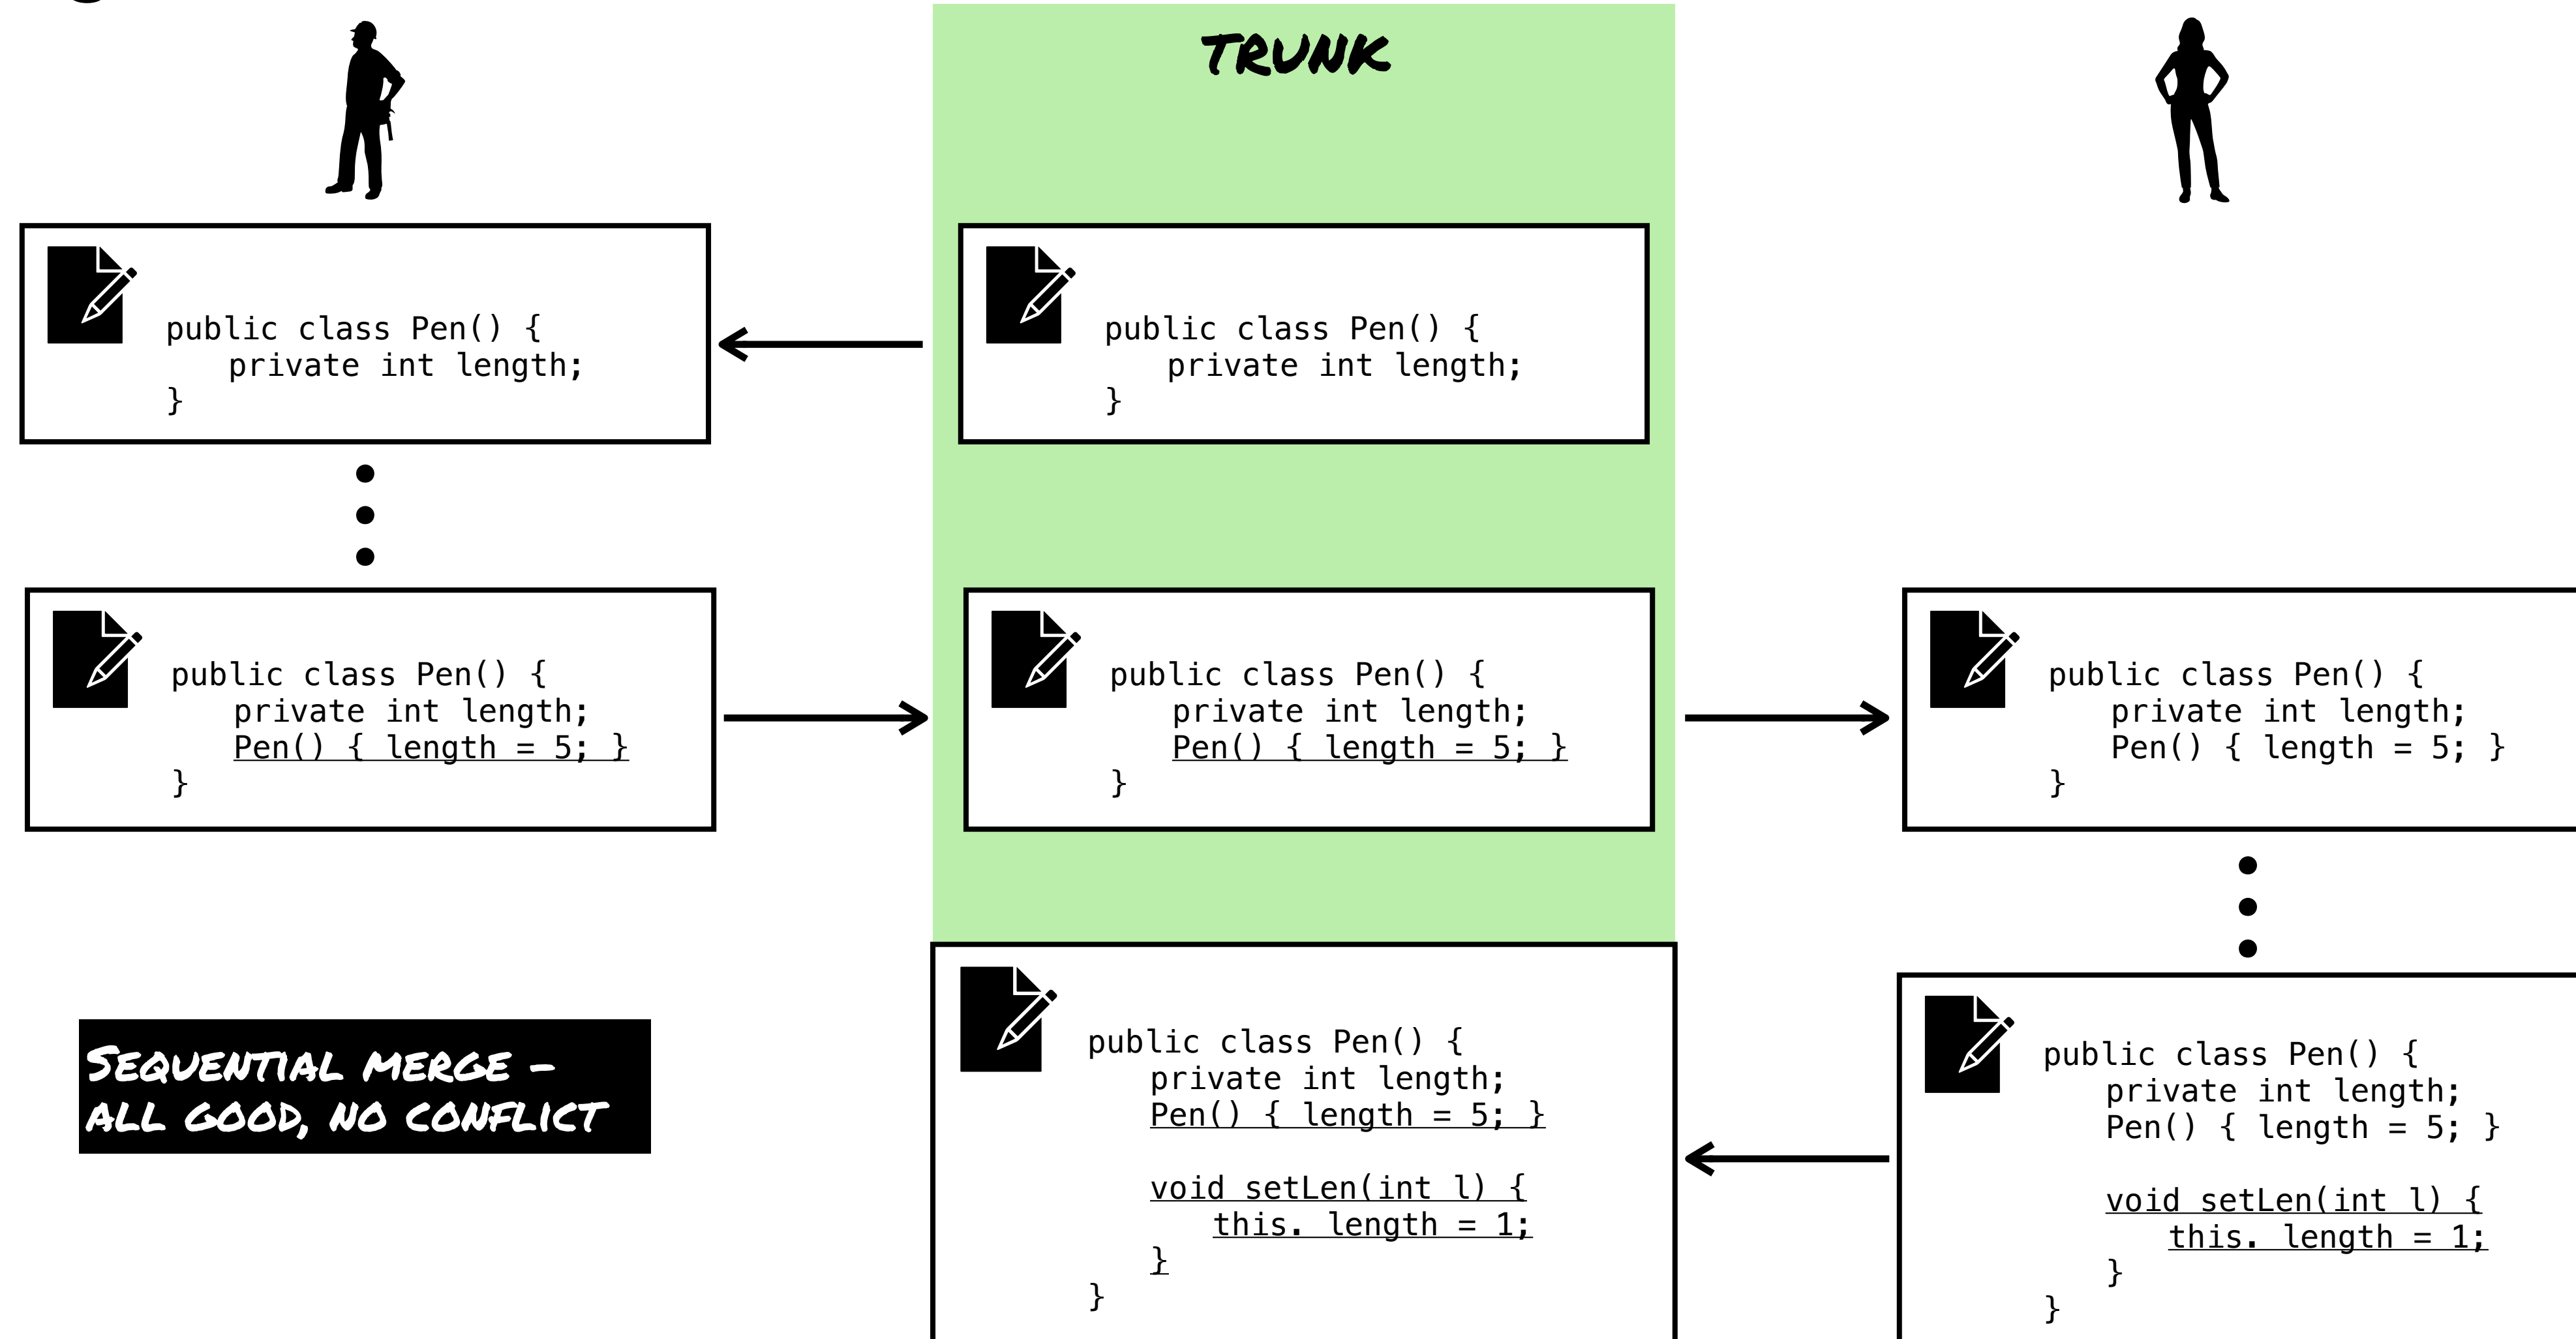 TRUNK
public class Pen() {
private int length;
}
public class Pen() {
private int length;
}
public class Pen() {
private int length;
Pen() { length = 5; }
}
public class Pen() {
private int length;
Pen() { length = 5; }
}
public class Pen() {
private int length;
Pen() { length = 5; }
}
SEQUENTIAL MERGE -
ALL GOOD, NO CONFLICT
public class Pen() {
private int length;
Pen() { length = 5; }
void setLen(int l) {
this. length = 1;
}
}
public class Pen() {
private int length;
Pen() { length = 5; }
void setLen(int l) {
this. length = 1;
}
}